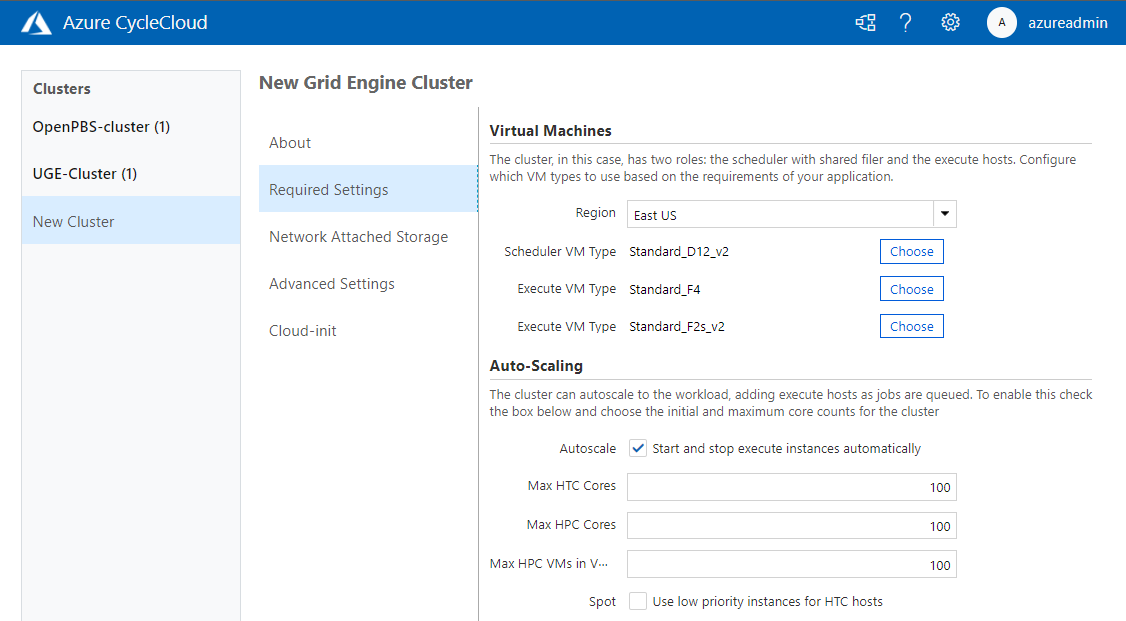 Azure CycleCloud
? A azureadmin
Clusters
OpenPBS-cluster (1)
UGE-Cluster (1)
New Cluster
New Grid Engine Cluster
About
Required Settings
Network Attached Storage
Advanced Settings
Cloud-init
Virtual Machines
The cluster, in this case, has two roles: the scheduler with shared filer and the execute hosts. Configure
which VM types to use based on the requirements of your application.
Region East US
Scheduler VM Type Standard_D12_v2 Choose
Execute VM Type Standard_F4 Choose
Execute VM Type Standard_F2s_v2 Choose
Auto-Scaling
The cluster can autoscale to the workload, adding execute hosts as jobs are queued. To enable this check
the box below and choose the initial and maximum core counts for the cluster
Autoscale Start and stop execute instances automatically
Max HTC Cores 100
Max HPC Cores 100
Max HPC VMs in V··· 100
Spot Use low priority instances for HTC hosts